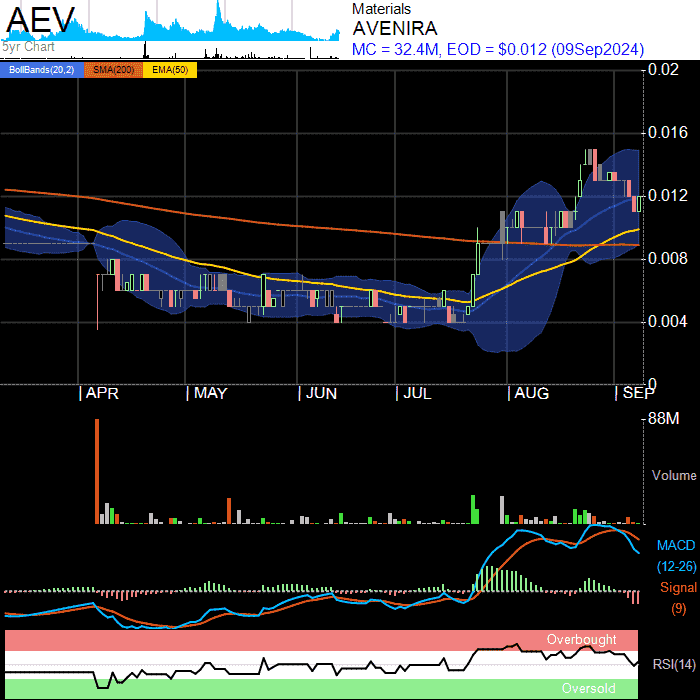 AEV
5yr Chart
Materials
AVENIRA
MC = 32.4M, EOD = $0.012 (09Sep2024)
BollBands(20,2) SMA(200) EMA(50)
0.02
0.016
0.012
0.008
0.004
0
APR MAY JUN JUL AUG SEP
88M
Volume
MACD
(12-26)
Signal
(9)
Overbought
RSI(14)
Oversold